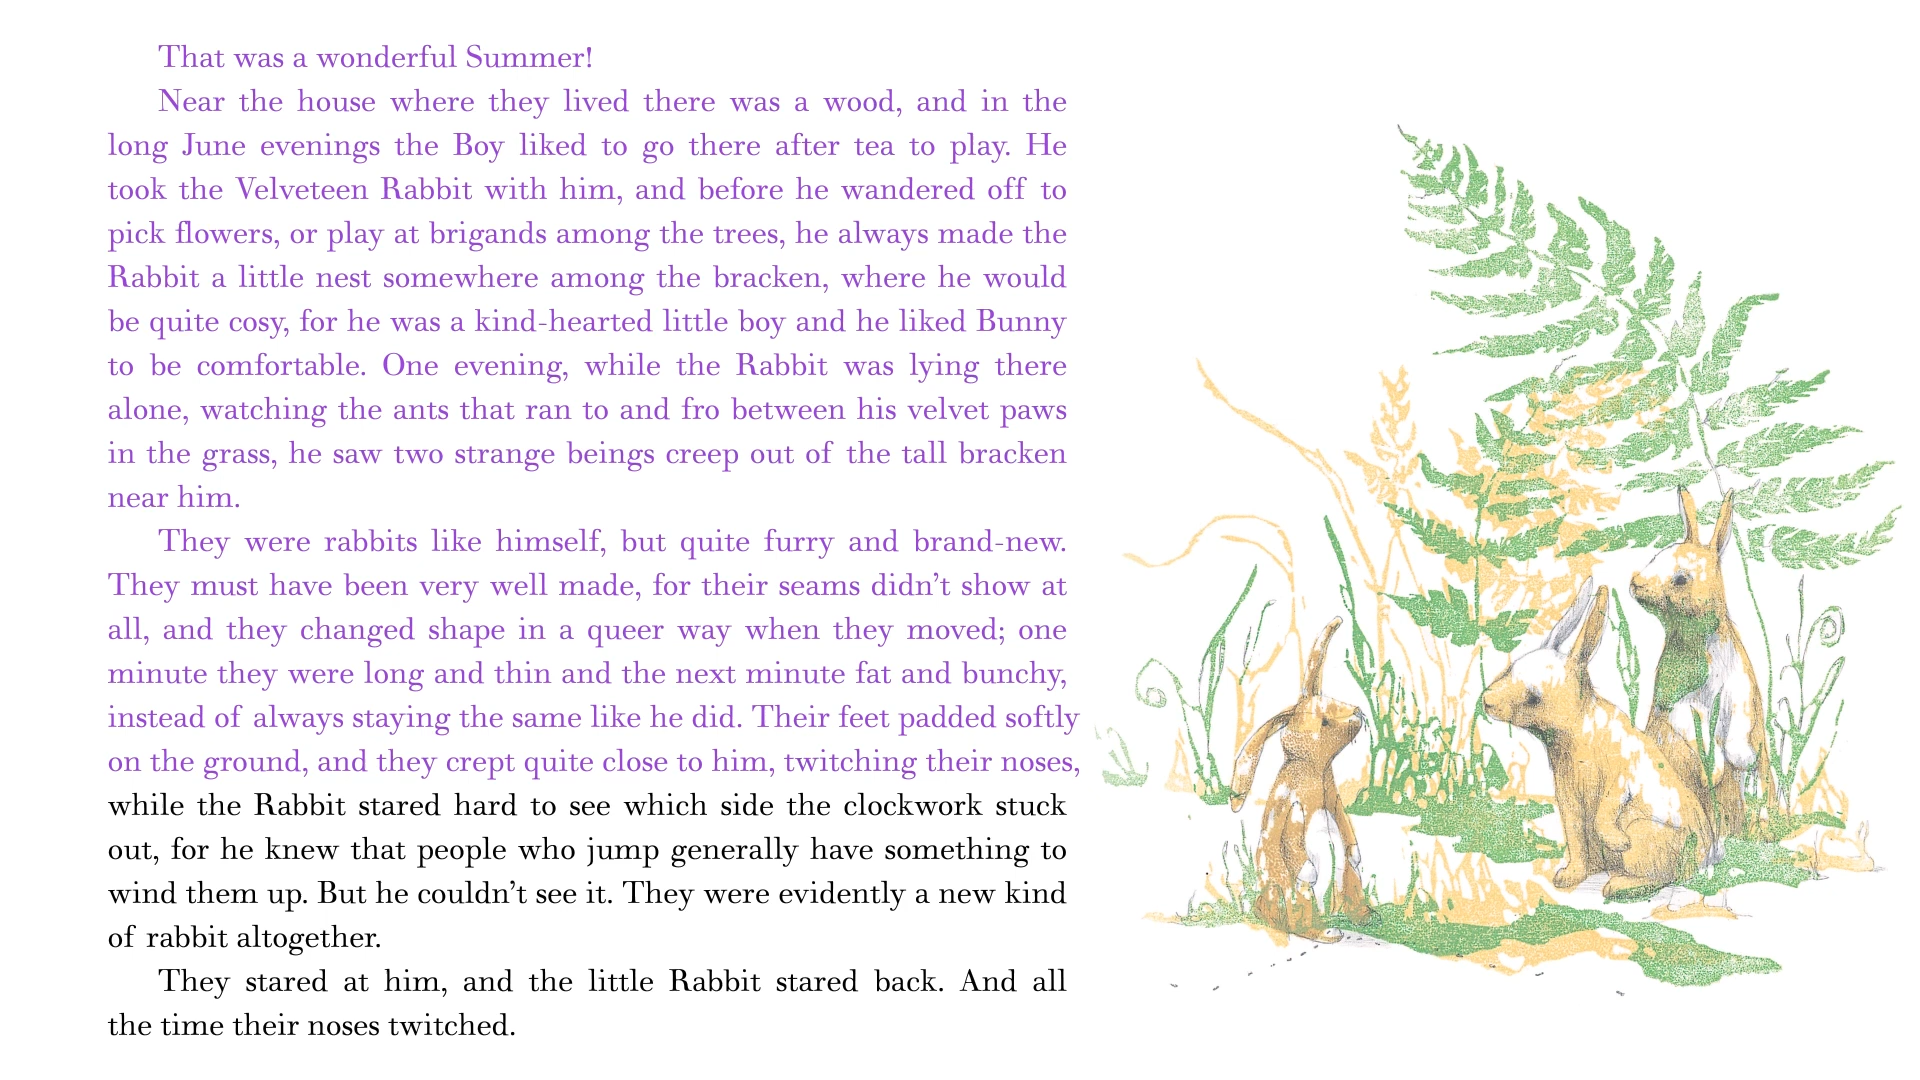 That was a wonderful Summer!
Near the house where they lived there was a wood, and in the
long June evenings the Boy liked to go there after tea to play. He
took the Velveteen Rabbit with him, and before he wandered off to
pick flowers, or play at brigands among the trees, he always made the
Rabbit a little nest somewhere among the bracken, where he would
be quite cosy, for he was a kind-hearted little boy and he liked Bunny
to be comfortable. One evening, while the Rabbit was lying there
alone, watching the ants that ran to and fro between his velvet paws
in the grass, he saw two strange beings creep out of the tall bracken
near him.
They were rabbits like himself, but quite furry and brand-new.
They must have been very well made, for their seams didn’t show at
all, and they changed shape in a queer way when they moved; one
minute they were long and thin and the next minute fat and bunchy,
instead of always staying the same like he did. Their feet padded softly
on the ground, and they crept quite close to him, twitching their noses,
while the Rabbit stared hard to see which side the clockwork stuck
out, for he knew that people who jump generally have something to
wind them up. But he couldn’t see it. They were evidently a new kind
of rabbit altogether.
They stared at him, and the little Rabbit stared back. And all
the time their noses twitched.